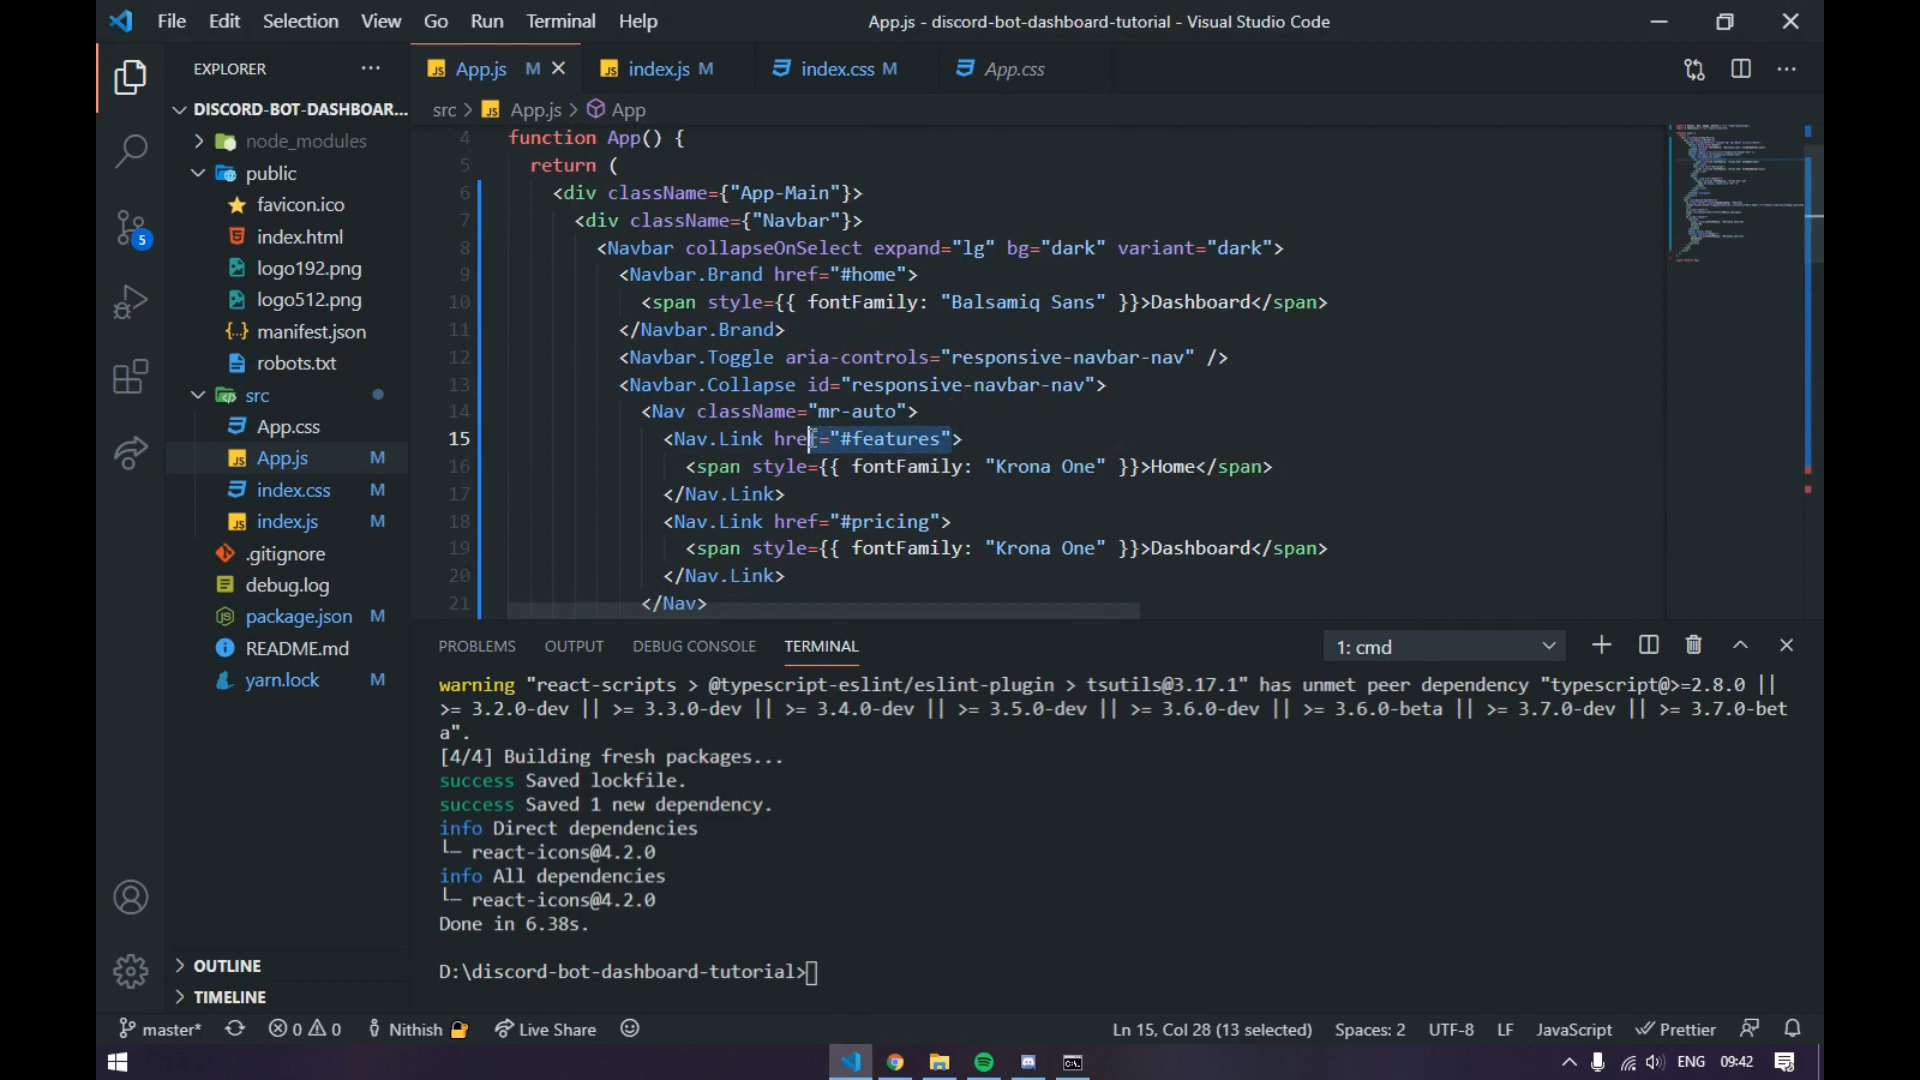 File Edit Selection View Go Run Terminal Help
App.js - discord-bot-dashboard-tutorial - Visual Studio Code
EXPLORER
App.js M
index.js M
index.css M
App.css
DISCORD-BOT-DASHBOAR...
node_modules
public
favicon.ico
index.html
logo192.png
logo512.png
manifest.json
robots.txt
src
App.css
App.js M
index.css M
index.js M
.gitignore
debug.log
package.json M
README.md
yarn.lock M
OUTLINE
TIMELINE
5
src > App.js > App
4 function App() {
5 return (
6 <div className={"App-Main"}>
7 <div className={"Navbar"}>
8 <Navbar collapseOnSelect expand="lg" bg="dark" variant="dark">
9 <Navbar.Brand href="#home">
10 <span style={{ fontFamily: "Balsamiq Sans" }}>Dashboard</span>
11 </Navbar.Brand>
12 <Navbar.Toggle aria-controls="responsive-navbar-nav" />
13 <Navbar.Collapse id="responsive-navbar-nav">
14 <Nav className="mr-auto">
15 <Nav.Link href="#features">
16 <span style={{ fontFamily: "Krona One" }}>Home</span>
17 </Nav.Link>
18 <Nav.Link href="#pricing">
19 <span style={{ fontFamily: "Krona One" }}>Dashboard</span>
20 </Nav.Link>
21 </Nav>
PROBLEMS OUTPUT DEBUG CONSOLE TERMINAL
1: cmd
warning "react-scripts > @typescript-eslint/eslint-plugin > tsutils@3.17.1" has unmet peer dependency "typescript@>=2.8.0 ||
>= 3.2.0-dev || >= 3.3.0-dev || >= 3.4.0-dev || >= 3.5.0-dev || >= 3.6.0-dev || >= 3.6.0-beta || >= 3.7.0-dev || >= 3.7.0-bet
a".
[4/4] Building fresh packages...
success Saved lockfile.
success Saved 1 new dependency.
info Direct dependencies
└─ react-icons@4.2.0
info All dependencies
└─ react-icons@4.2.0
Done in 6.38s.
D:\discord-bot-dashboard-tutorial>
master* 0 0 Nithish Live Share
Ln 15, Col 28 (13 selected) Spaces: 2 UTF-8 LF JavaScript Prettier
ENG 09:42